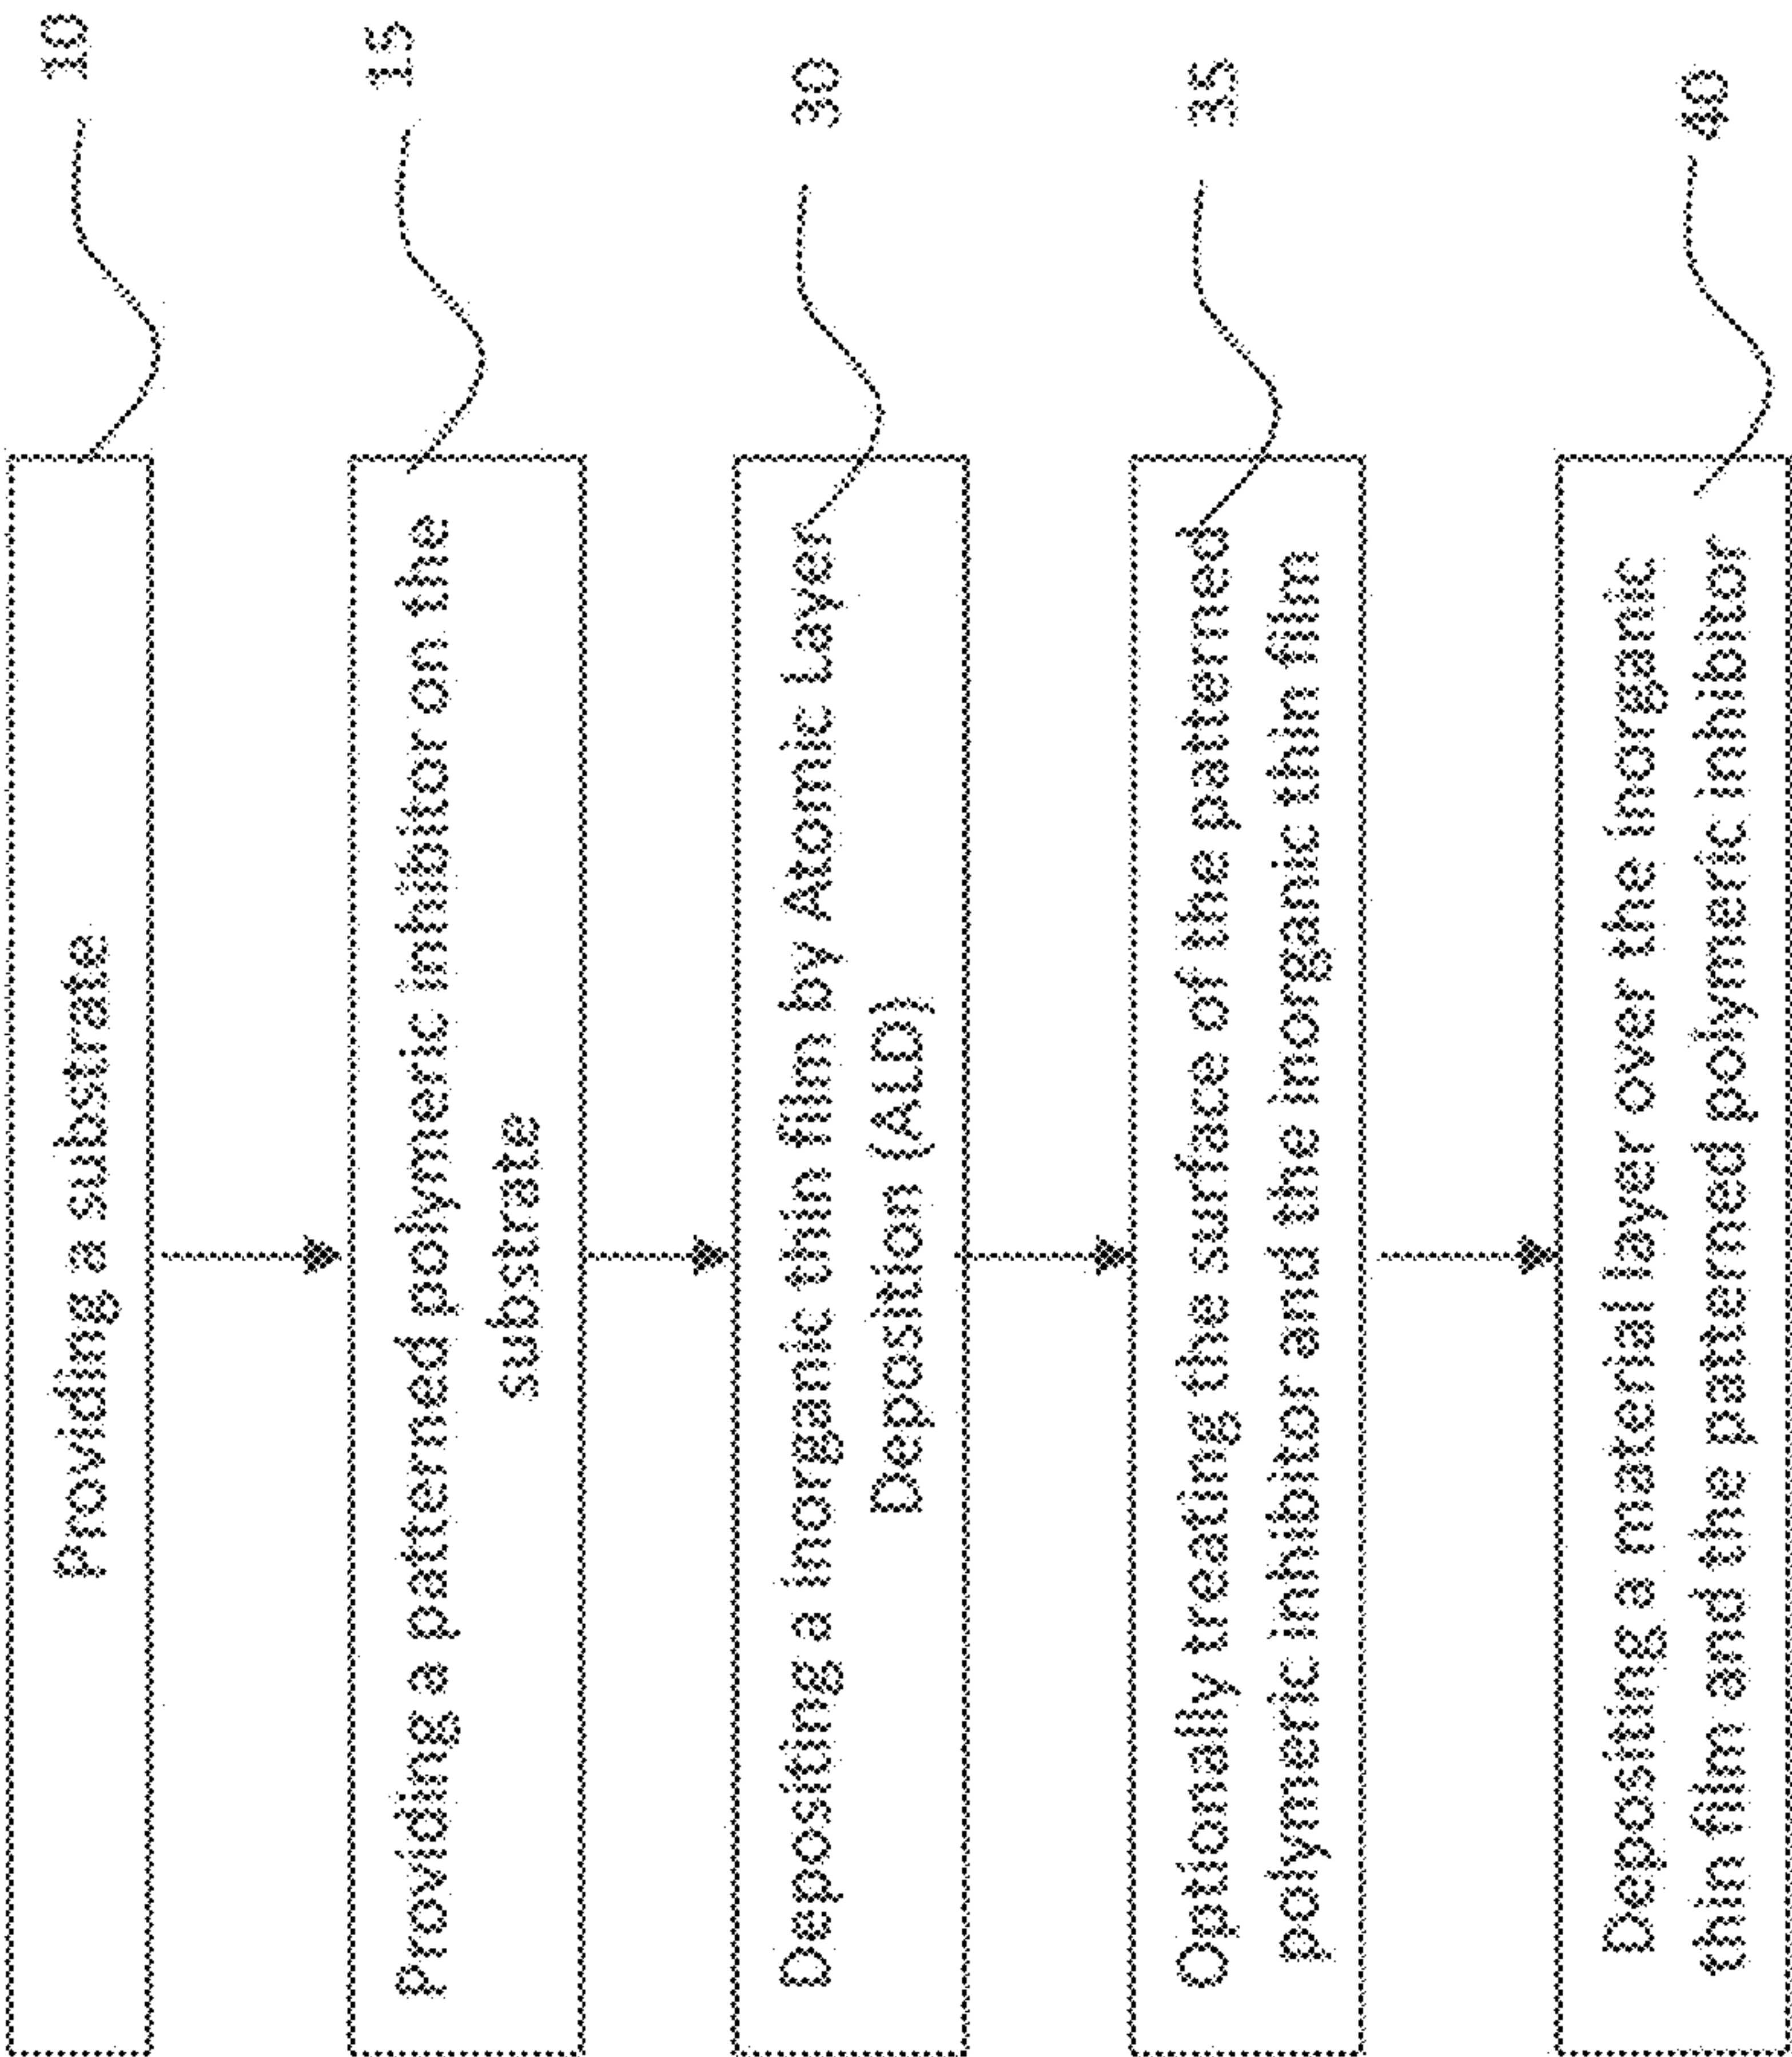 Providing a substrate
10
Providing a patterned polymeric inhibitor on the
substrate
15
Depositing a inorganic thin film by Atomic Layer
Deposition (ALD)
30
Optionally treating the surface of the patterned
polymeric inhibitor and the inorganic thin film
35
Depositing a material layer over the inorganic
thin film and the patterned polymeric inhibitor
40